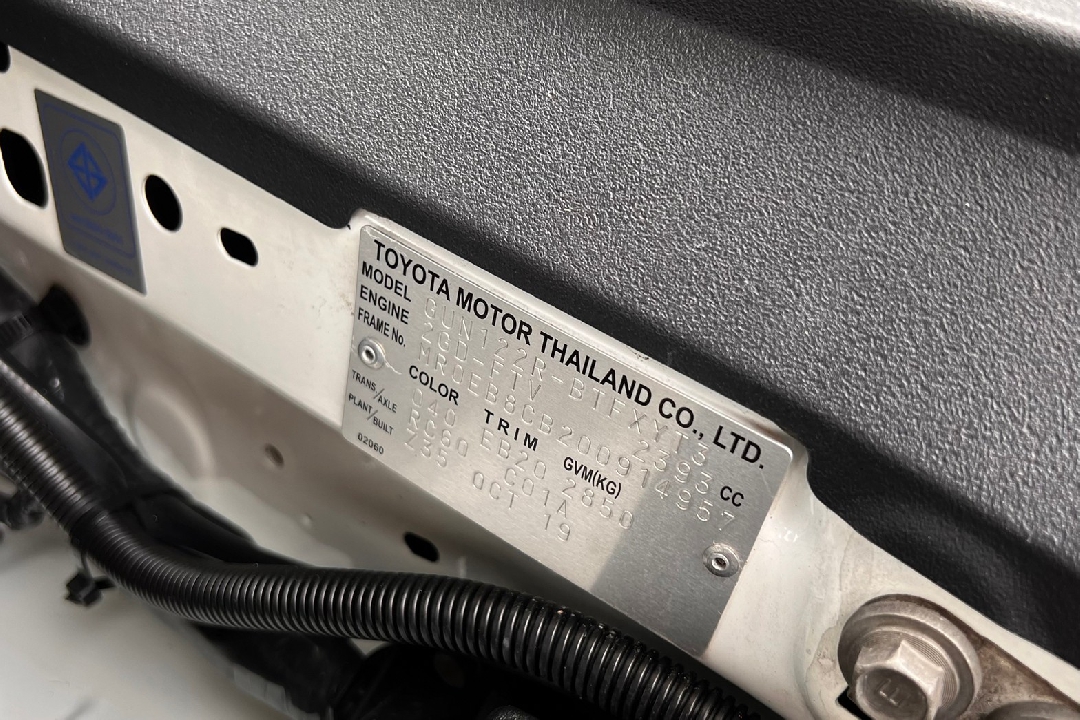 TOYOTA MOTOR THAILAND CO., LTD.
MODEL GUN122R-BTFXYT3
ENGINE 2GD-FTV 2393 CC
FRAME No. MR0EB8CB200914957
COLOR TRIM GVM(KG)
040 EB20 2850
TRANS/AXLE RC60 C01A
PLANT/BUILT Z55 OCT 19
02060